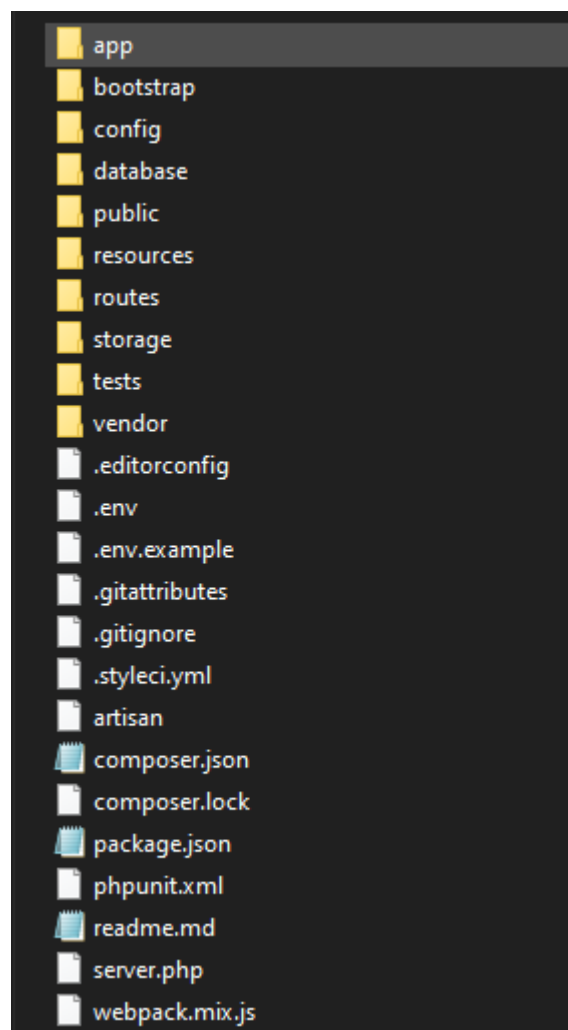 app
bootstrap
config
database
public
resources
routes
storage
tests
vendor
.editorconfig
.env
.env.example
.gitattributes
.gitignore
.styleci.yml
artisan
composer.json
composer.lock
package.json
phpunit.xml
readme.md
server.php
webpack.mix.js